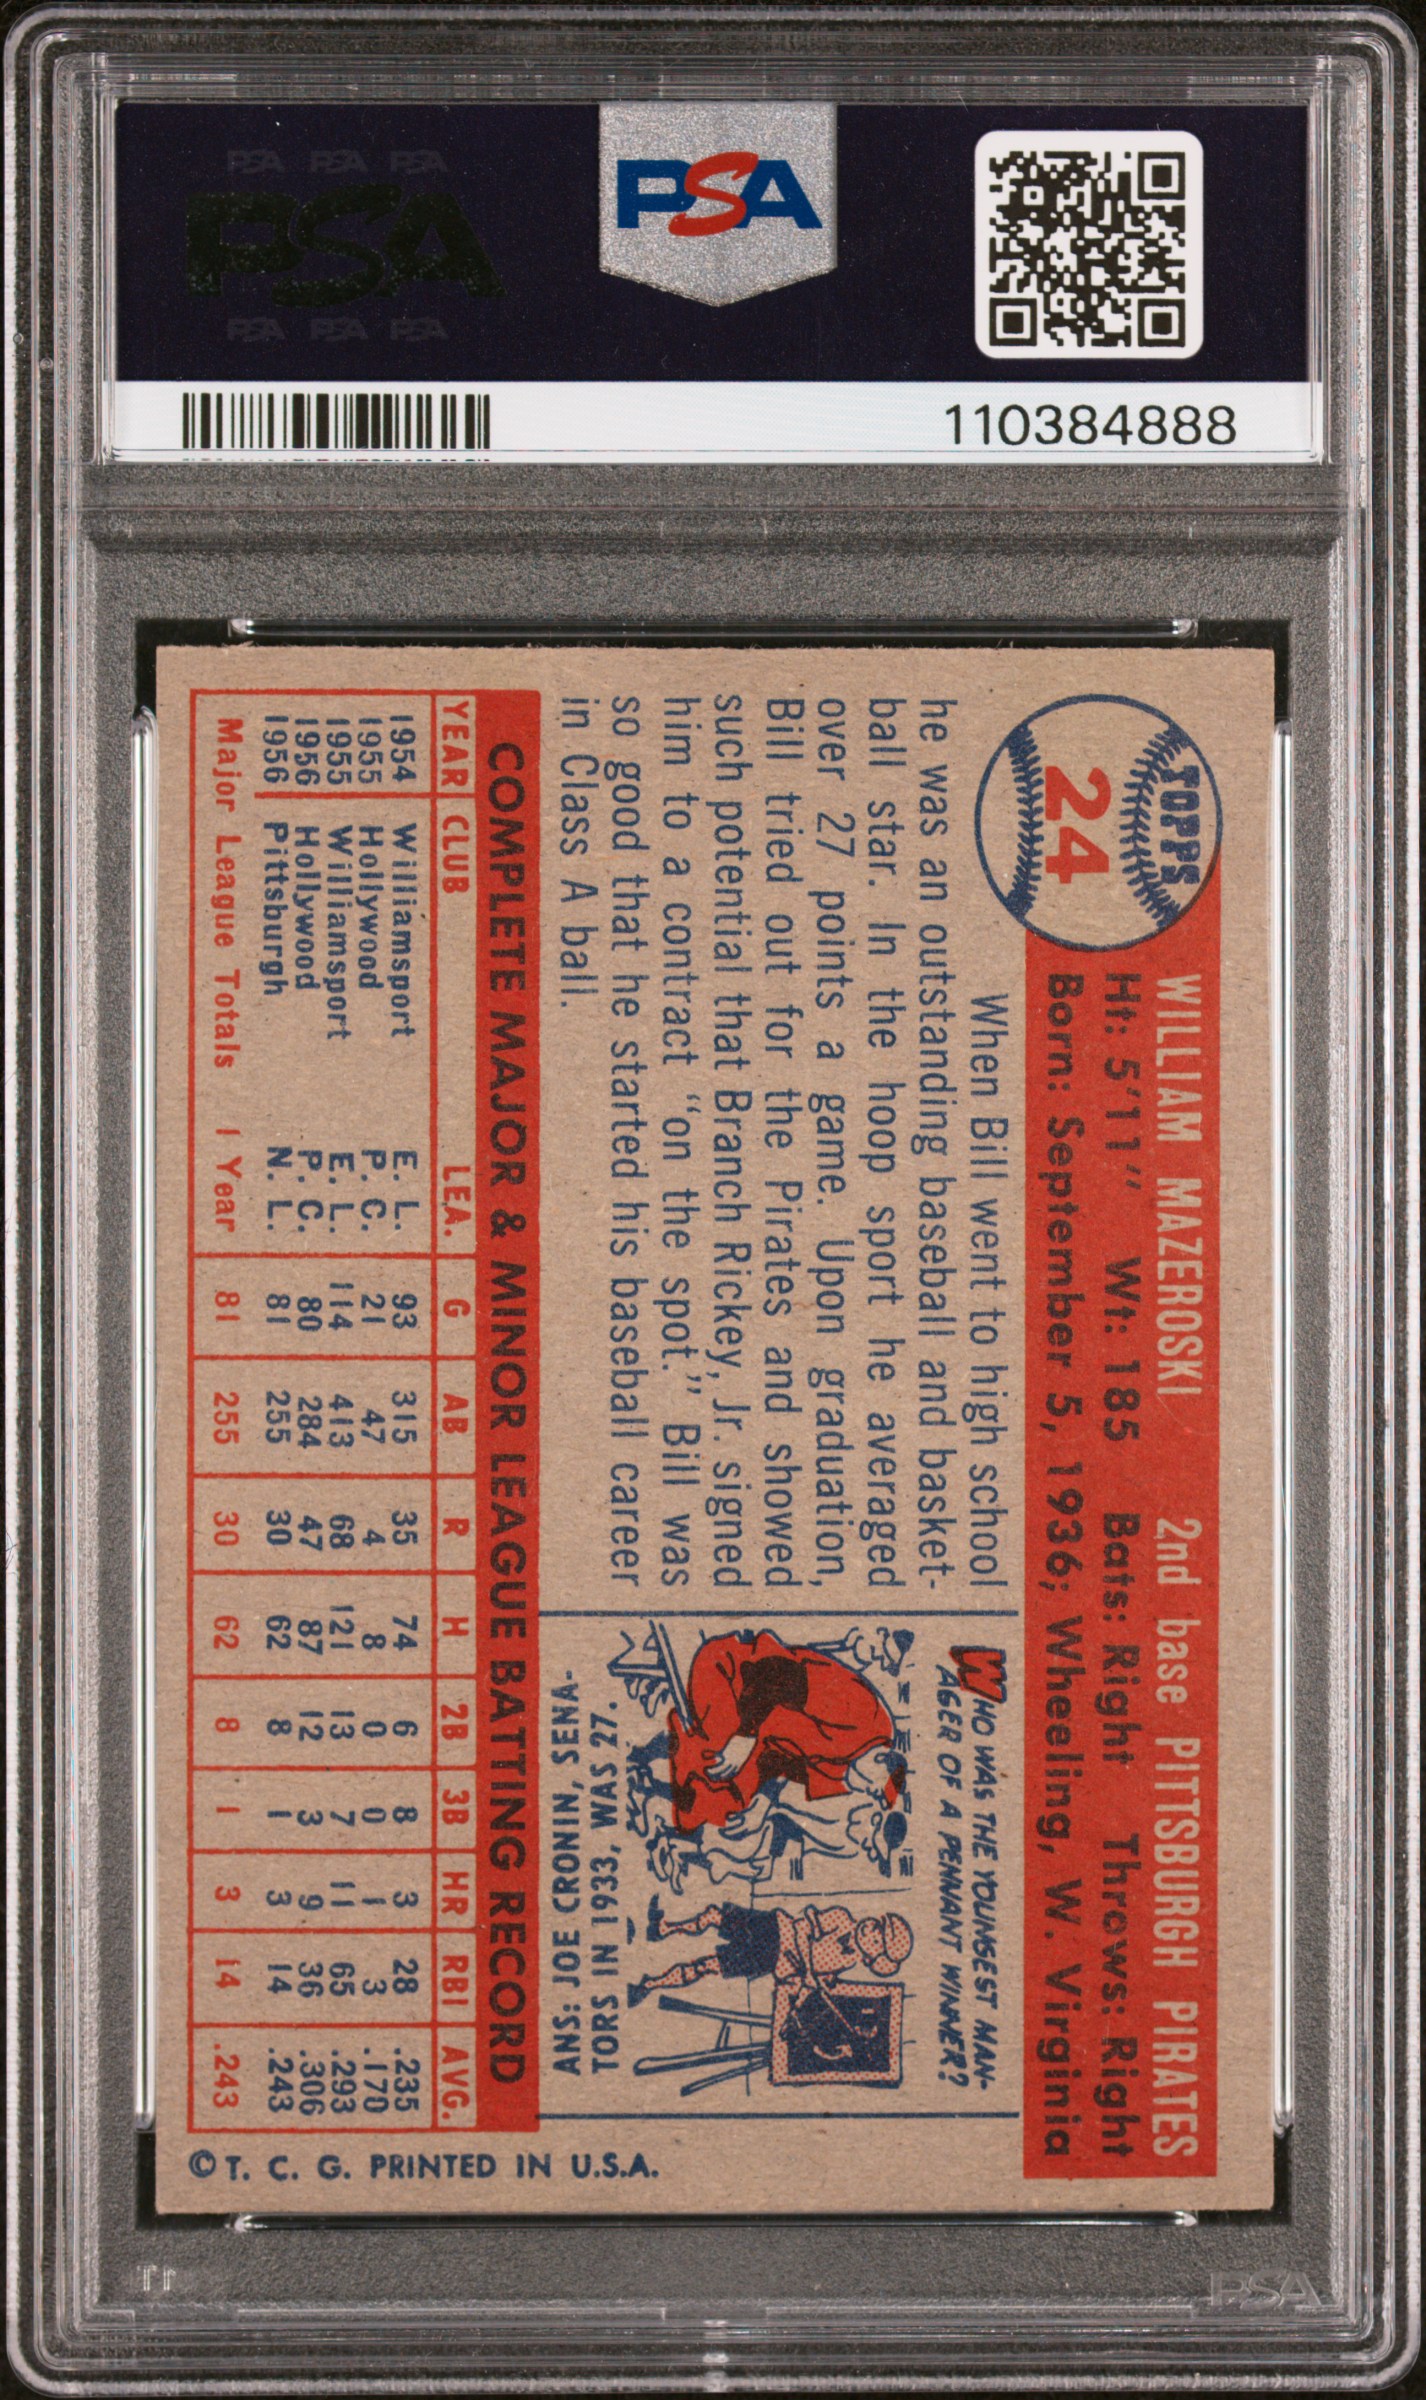 PSA PSA PSA
PSA
PSA PSA PSA
PSA
110384888
TOPPS
24
WILLIAM MAZEROSKI 2nd base PITTSBURGH PIRATES
Ht: 5'11" Wt: 185 Bats: Right Throws: Right
Born: September 5, 1936; Wheeling, W. Virginia
When Bill went to high school
he was an outstanding baseball and basket-
ball star. In the hoop sport he averaged
over 27 points a game. Upon graduation,
Bill tried out for the Pirates and showed
such potential that Branch Rickey, Jr. signed
him to a contract "on the spot." Bill was
so good that he started his baseball career
in Class A ball.
WHO WAS THE YOUNGEST MAN-
AGER OF A PENNANT WINNER?
ANS: JOE CRONIN, SENA-
TORS IN 1933, WAS 27.
COMPLETE MAJOR & MINOR LEAGUE BATTING RECORD
YEAR CLUB LEA. G AB R H 2B 3B HR RBI AVG.
1954 Williamsport E. L. 93 315 35 74 6 8 3 28 .235
1955 Hollywood P. C. 21 47 4 8 0 0 1 3 .170
1955 Williamsport E. L. 114 413 68 121 13 7 11 65 .293
1956 Hollywood P. C. 80 284 47 87 12 3 9 36 .306
1956 Pittsburgh N. L. 81 255 30 62 8 1 3 14 .243
Major League Totals 1 Year 81 255 30 62 8 1 3 14 .243
© T. C. G. PRINTED IN U.S.A.
PSA